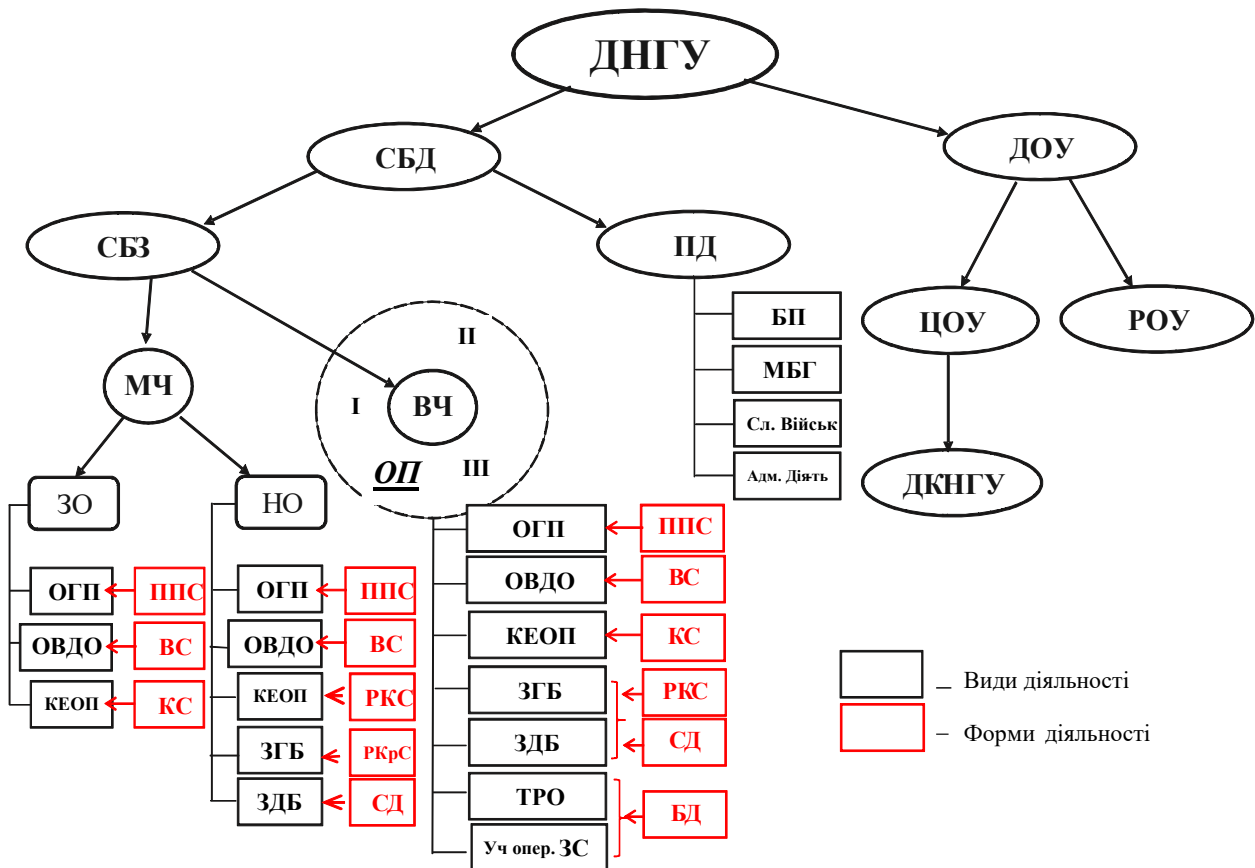 ДНГУ
СБД
ДОУ
СБЗ
ПД
ЦОУ
РОУ
БП
МБГ
Сл. Військ
Адм. Діять
ДКНГУ
МЧ
II
I
ВЧ
III
ОП
ЗО
НО
ОГП ППС
ОВДО ВС
КЕОП КС
ОГП ППС
ОВДО ВС
КЕОП РКС
ЗГБ РКрС
ЗДБ СД
ОГП ППС
ОВДО ВС
КЕОП КС
ЗГБ РКС
ЗДБ СД
ТРО
БД
Уч опер. ЗС
_ Види діяльності
– Форми діяльності